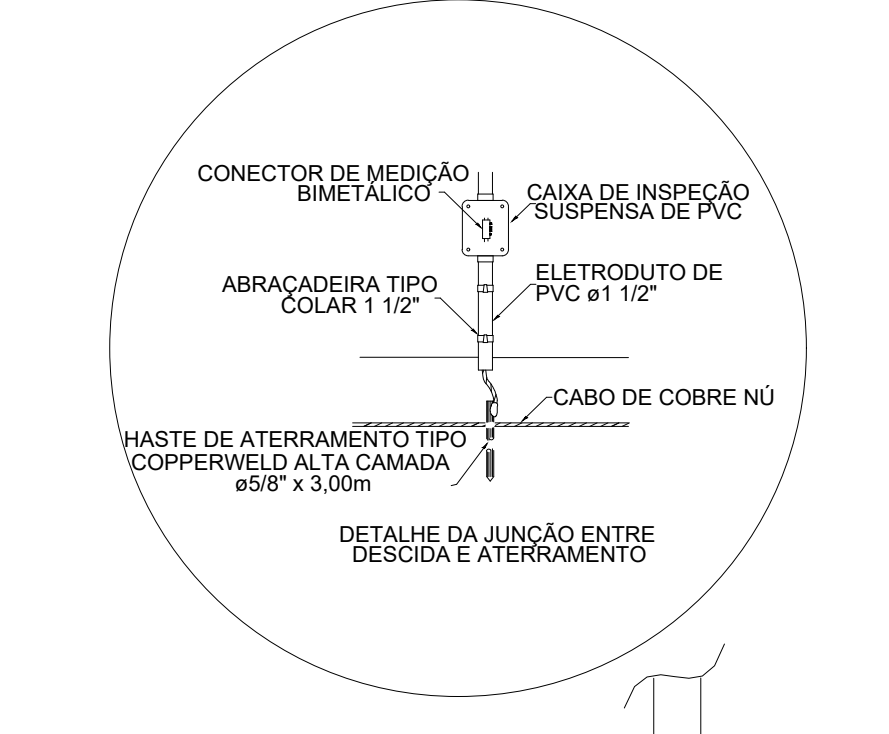 CONECTOR DE MEDIÇÃO
BIMETÁLICO
CAIXA DE INSPEÇÃO
SUSPENSA DE PVC
ABRAÇADEIRA TIPO
COLAR 1 1/2"
ELETRODUTO DE
PVC ø1 1/2"
CABO DE COBRE NÚ
HASTE DE ATERRAMENTO TIPO
COPPERWELD ALTA CAMADA
ø5/8" x 3,00m
DETALHE DA JUNÇÃO ENTRE
DESCIDA E ATERRAMENTO